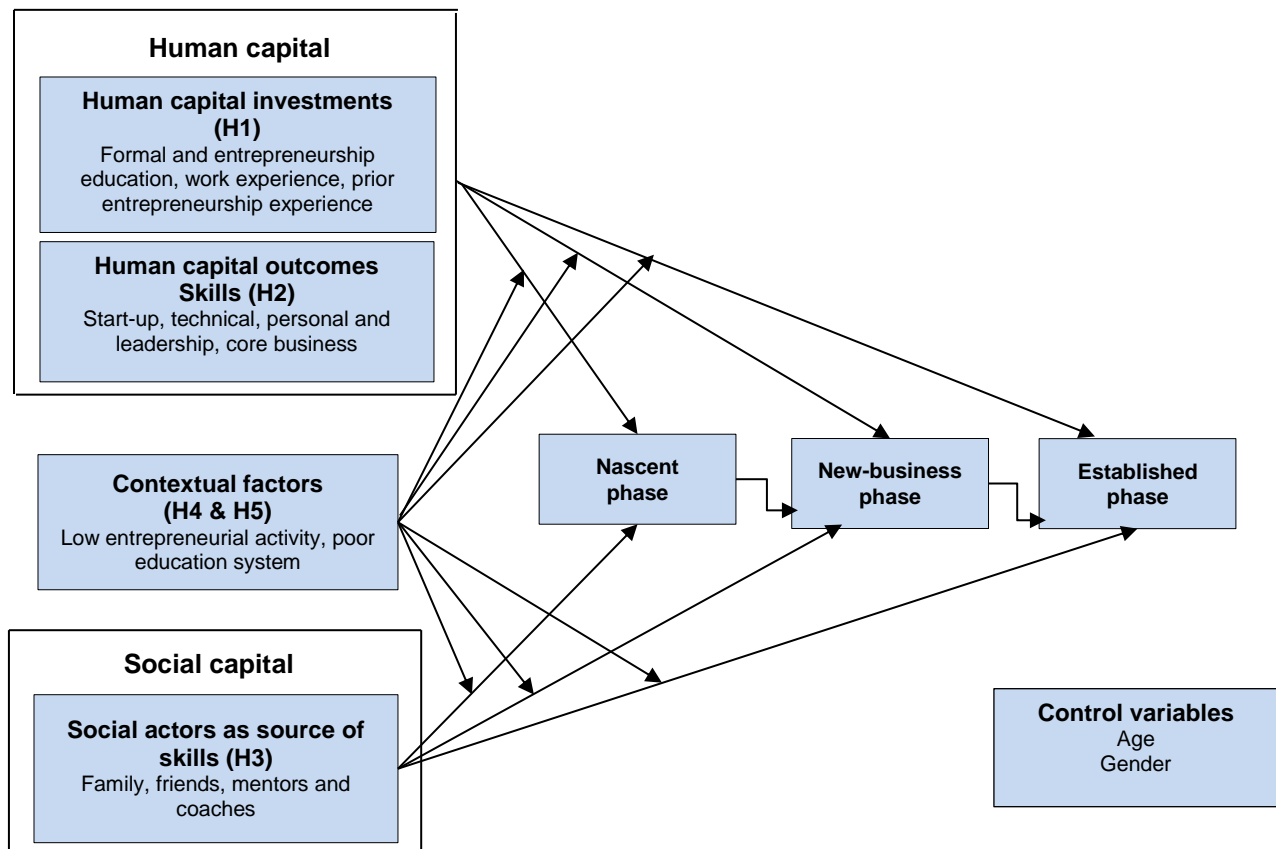 Human capital
Human capital investments
(H1)
Formal and entrepreneurship
education, work experience, prior
entrepreneurship experience
Human capital outcomes
Skills (H2)
Start-up, technical, personal and
leadership, core business
Contextual factors
(H4 & H5)
Low entrepreneurial activity, poor
education system
Nascent
phase
New-business
phase
Established
phase
Social capital
Social actors as source of
skills (H3)
Family, friends, mentors and
coaches
Control variables
Age
Gender